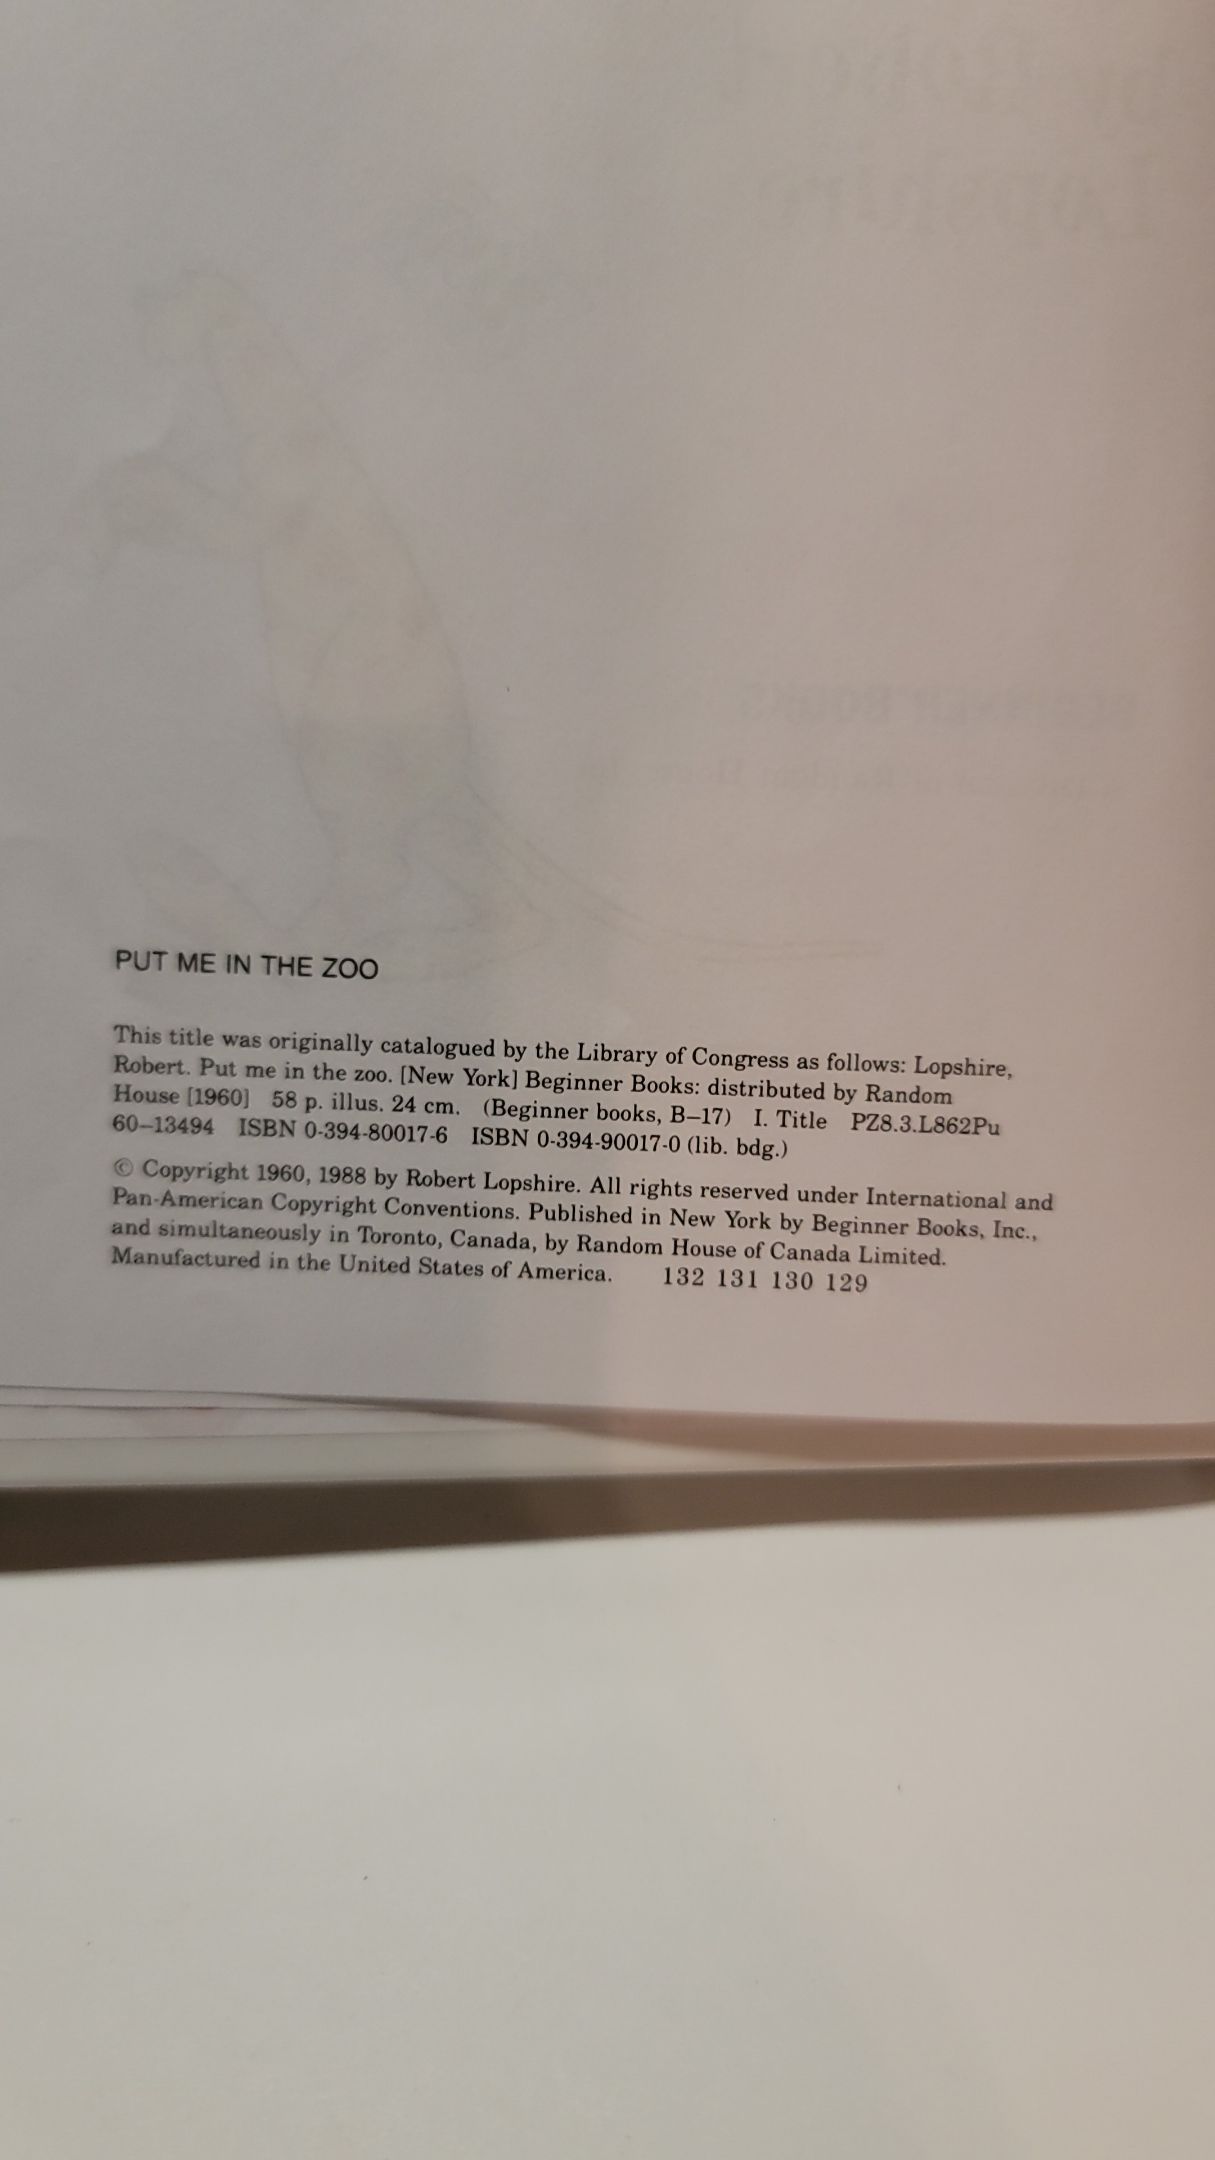 PUT ME IN THE ZOO
This title was originally catalogued by the Library of Congress as follows: Lopshire,
Robert. Put me in the zoo. [New York] Beginner Books: distributed by Random
House [1960] 58 p. illus. 24 cm. (Beginner books, B–17) I. Title PZ8.3.L862Pu
60–13494 ISBN 0-394-80017-6 ISBN 0-394-90017-0 (lib. bdg.)
© Copyright 1960, 1988 by Robert Lopshire. All rights reserved under International and
Pan-American Copyright Conventions. Published in New York by Beginner Books, Inc.,
and simultaneously in Toronto, Canada, by Random House of Canada Limited.
Manufactured in the United States of America. 132 131 130 129